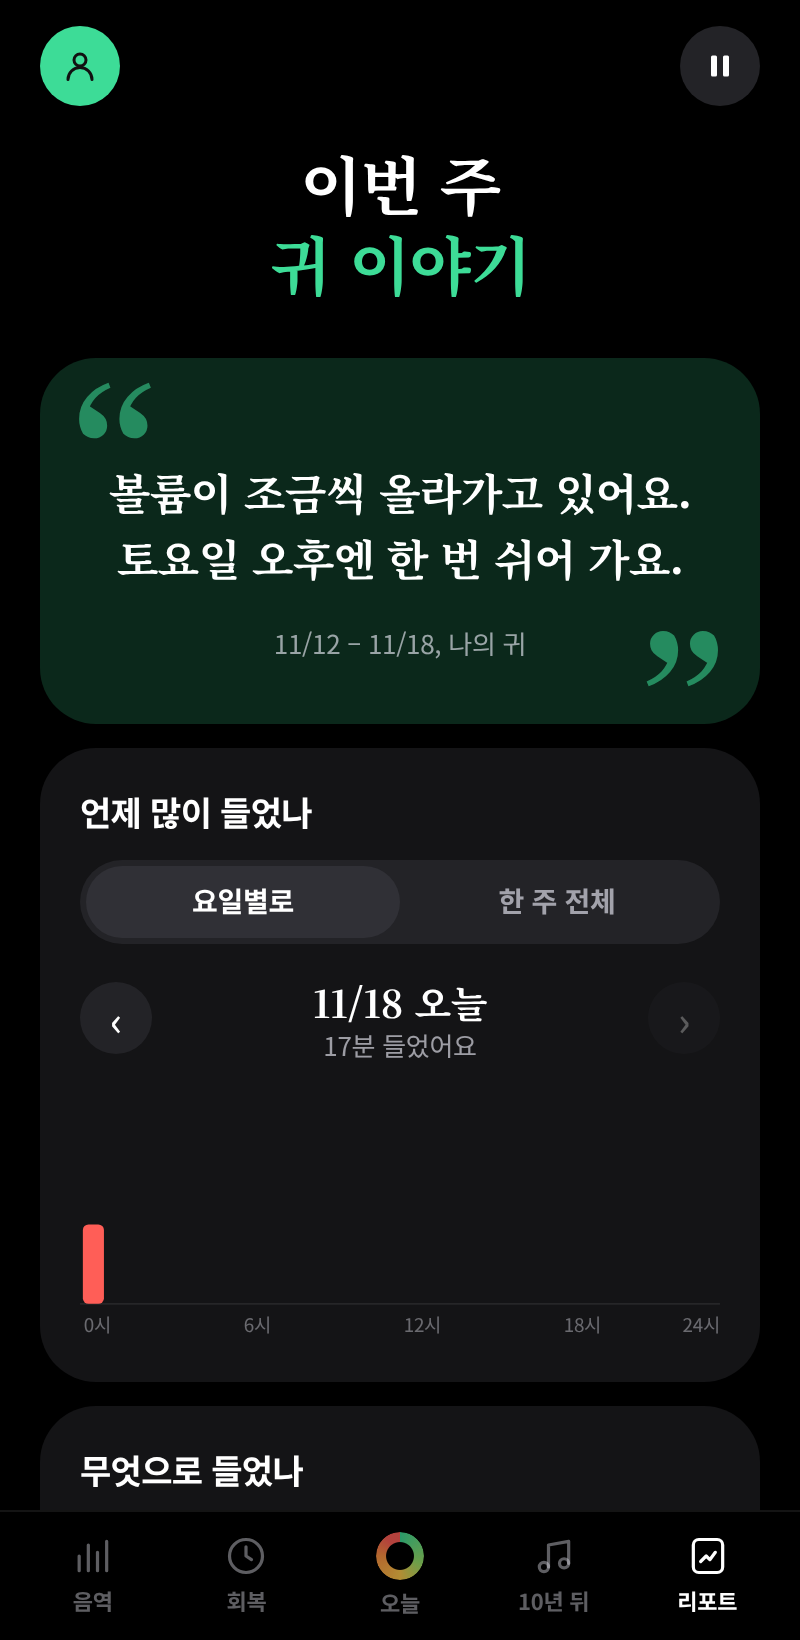 이번 주
귀 이야기
“
볼륨이 조금씩 올라가고 있어요.
토요일 오후엔 한 번 쉬어 가요.
11/12 – 11/18, 나의 귀
”
언제 많이 들었나
요일별로
한 주 전체
‹
11/18 오늘
17분 들었어요
›
0시
6시
12시
18시
24시
무엇으로 들었나
음역
회복
오늘
10년 뒤
리포트